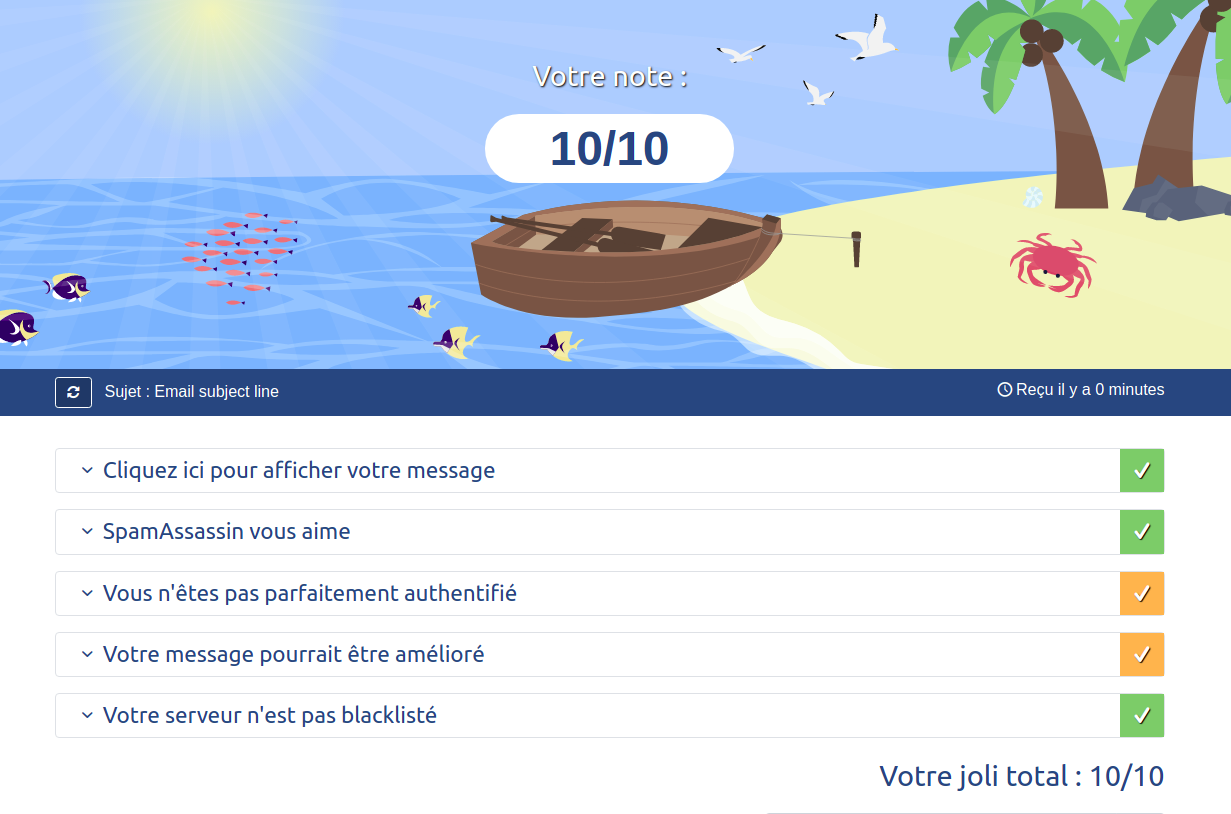 Votre note :
10/10
Sujet : Email subject line
Reçu il y a 0 minutes
Cliquez ici pour afficher votre message
SpamAssassin vous aime
Vous n'êtes pas parfaitement authentifié
Votre message pourrait être amélioré
Votre serveur n'est pas blacklisté
Votre joli total : 10/10